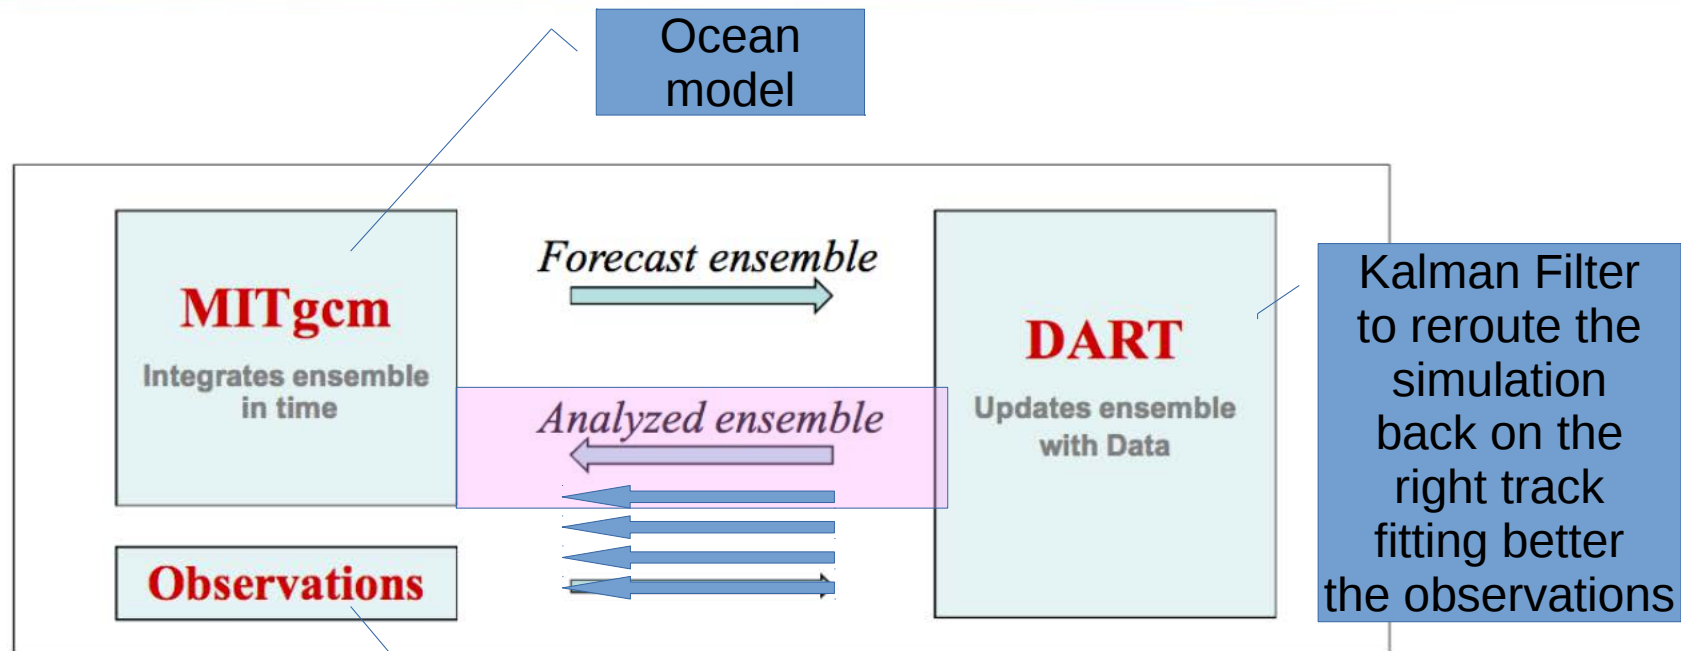 Ocean
model
Forecast ensemble
MITgcm
Integrates ensemble
in time
Analyzed ensemble
DART
Updates ensemble
with Data
Kalman Filter
to reroute the
simulation
back on the
right track
fitting better
the observations
Observations